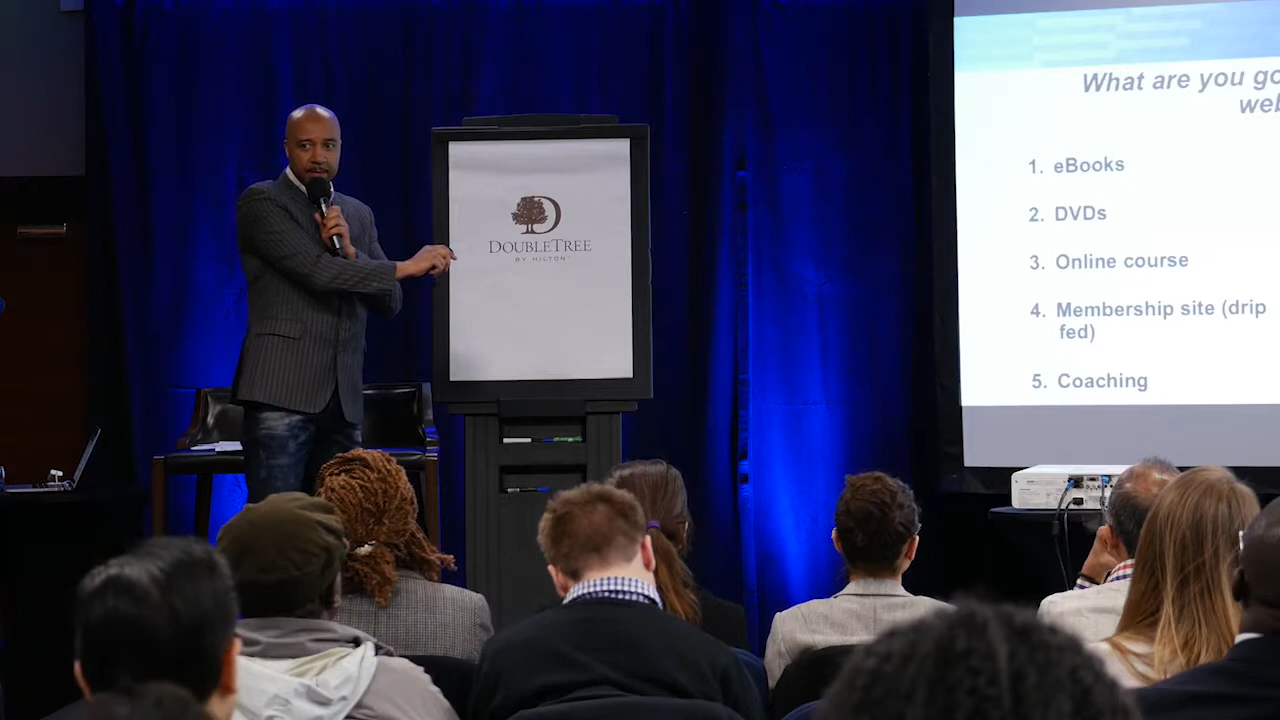 DOUBLETREE
BY HILTON
What are you go
web
1. eBooks
2. DVDs
3. Online course
4. Membership site (drip
fed)
5. Coaching